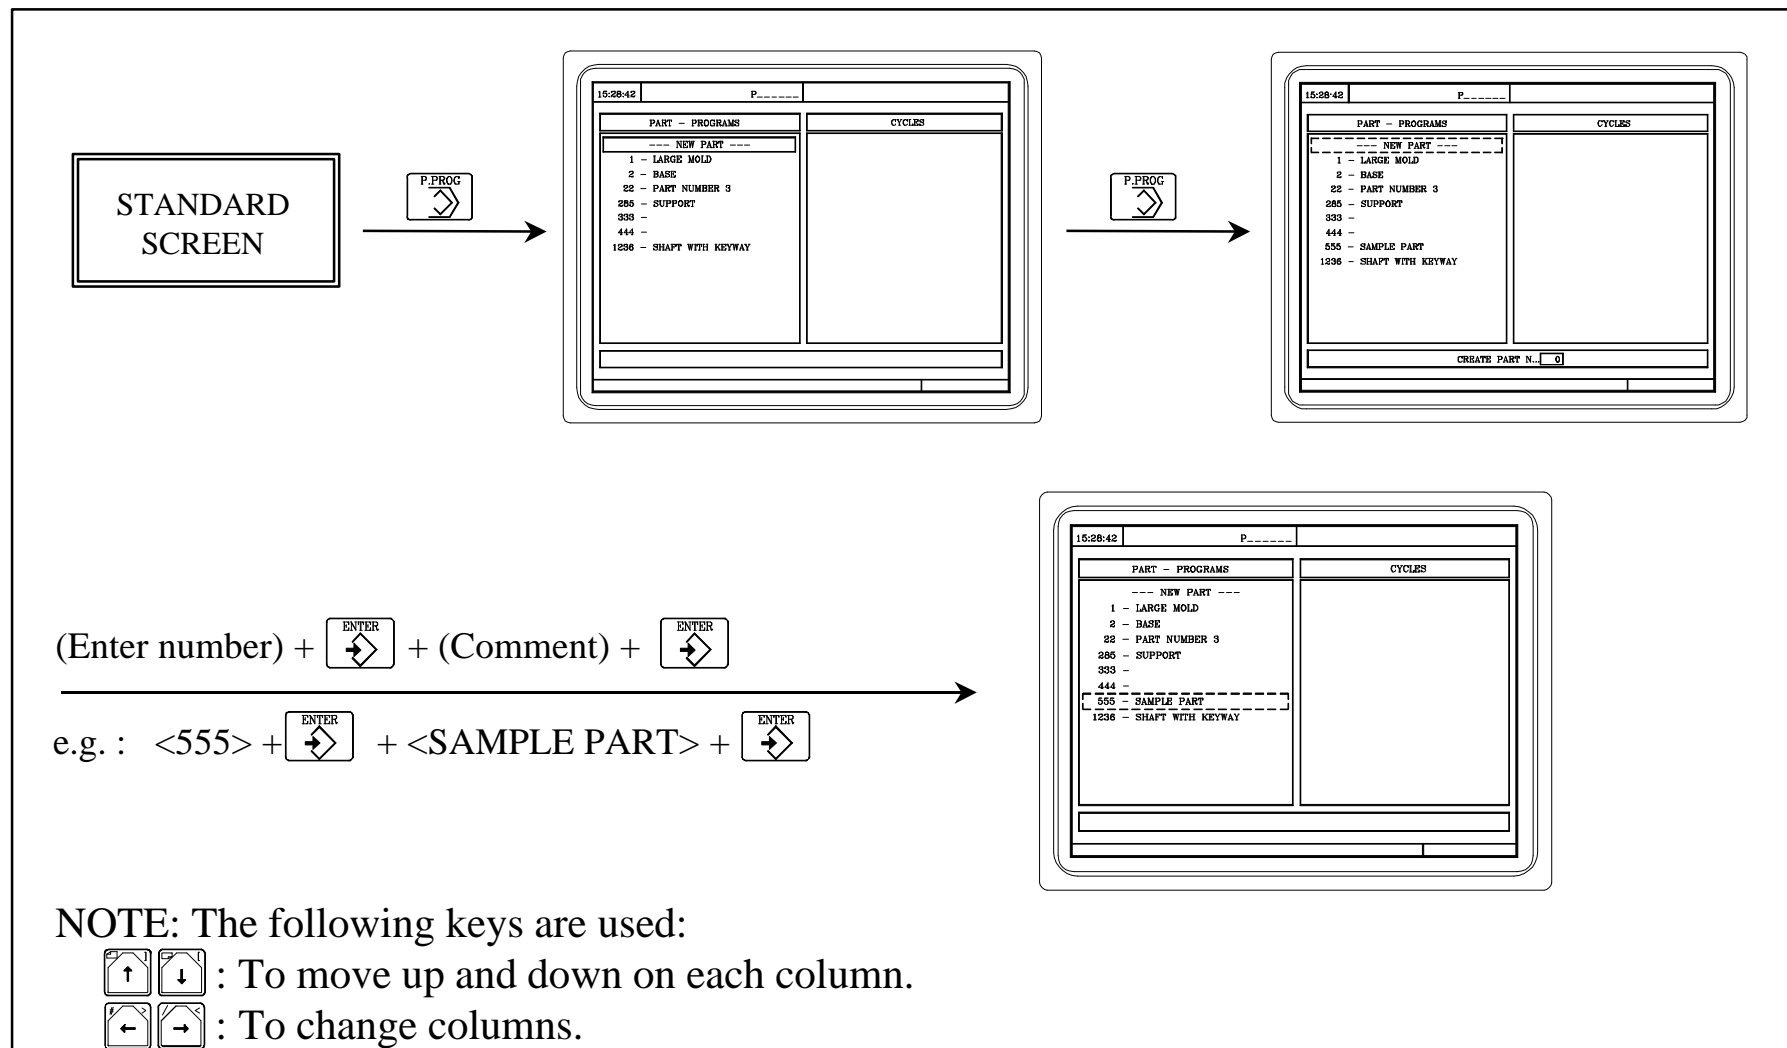 STANDARD
SCREEN
P.PROG
15:28:42 P______
PART - PROGRAMS CYCLES
--- NEW PART ---
1 - LARGE MOLD
2 - BASE
22 - PART NUMBER 3
285 - SUPPORT
333 -
444 -
1236 - SHAFT WITH KEYWAY
P.PROG
15:28:42 P______
PART - PROGRAMS CYCLES
--- NEW PART ---
1 - LARGE MOLD
2 - BASE
22 - PART NUMBER 3
285 - SUPPORT
333 -
444 -
555 - SAMPLE PART
1236 - SHAFT WITH KEYWAY
CREATE PART N... 0
(Enter number) + ENTER + (Comment) + ENTER
e.g. : <555> + ENTER + <SAMPLE PART> + ENTER
15:28:42 P______
PART - PROGRAMS CYCLES
--- NEW PART ---
1 - LARGE MOLD
2 - BASE
22 - PART NUMBER 3
285 - SUPPORT
333 -
444 -
555 - SAMPLE PART
1236 - SHAFT WITH KEYWAY
NOTE: The following keys are used:
] [ : To move up and down on each column.
# > / < : To change columns.